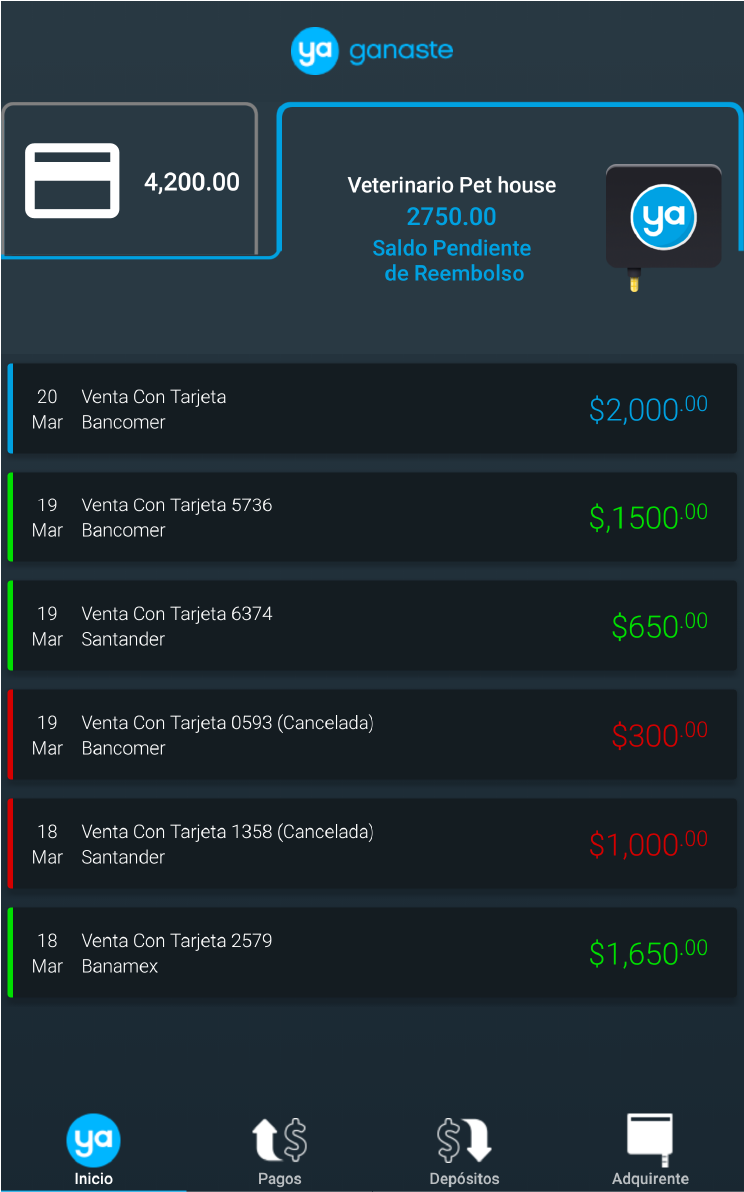 ya ganaste
4,200.00
Veterinario Pet house
2750.00
Saldo Pendiente
de Reembolso
ya
20 Venta Con Tarjeta
Mar Bancomer
$2,000.00
19 Venta Con Tarjeta 5736
Mar Bancomer
$,1500.00
19 Venta Con Tarjeta 6374
Mar Santander
$650.00
19 Venta Con Tarjeta 0593 (Cancelada)
Mar Bancomer
$300.00
18 Venta Con Tarjeta 1358 (Cancelada)
Mar Santander
$1,000.00
18 Venta Con Tarjeta 2579
Mar Banamex
$1,650.00
ya $ $
Inicio Pagos Depósitos Adquirente